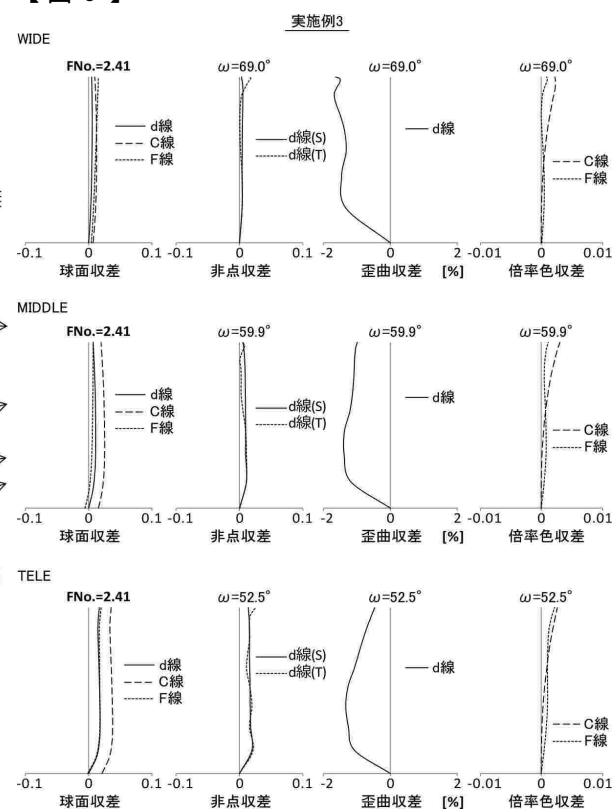 実施例3
WIDE
FNo.=2.41 ω=69.0° ω=69.0° ω=69.0°
d線 C線 F線
d線(S) d線(T)
d線
C線 F線
-0.1 0 0.1 -0.1 0 0.1 -2 0 2 -0.01 0 0.01
球面収差 非点収差 歪曲収差 [%] 倍率色収差
MIDDLE
FNo.=2.41 ω=59.9° ω=59.9° ω=59.9°
d線 C線 F線
d線(S) d線(T)
d線
C線 F線
-0.1 0 0.1 -0.1 0 0.1 -2 0 2 -0.01 0 0.01
球面収差 非点収差 歪曲収差 [%] 倍率色収差
TELE
FNo.=2.41 ω=52.5° ω=52.5° ω=52.5°
d線 C線 F線
d線(S) d線(T)
d線
C線 F線
-0.1 0 0.1 -0.1 0 0.1 -2 0 2 -0.01 0 0.01
球面収差 非点収差 歪曲収差 [%] 倍率色収差